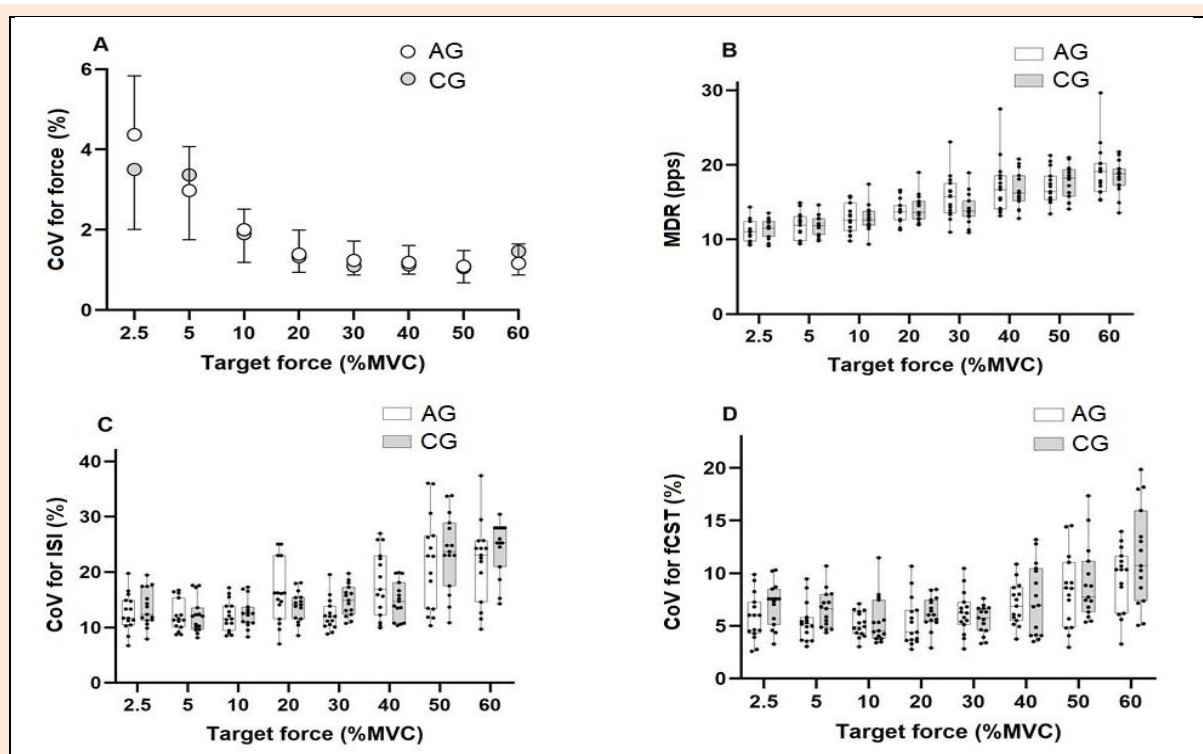 A
AG
CG
CoV for force (%)
6
4
2
0
2.5 5 10 20 30 40 50 60
Target force (%MVC)
B
AG
CG
MDR (pps)
30
20
10
0
2.5 5 10 20 30 40 50 60
Target force (%MVC)
C
AG
CG
CoV for ISI (%)
40
30
20
10
0
2.5 5 10 20 30 40 50 60
Target force (%MVC)
D
AG
CG
CoV for fCST (%)
20
15
10
5
0
2.5 5 10 20 30 40 50 60
Target force (%MVC)